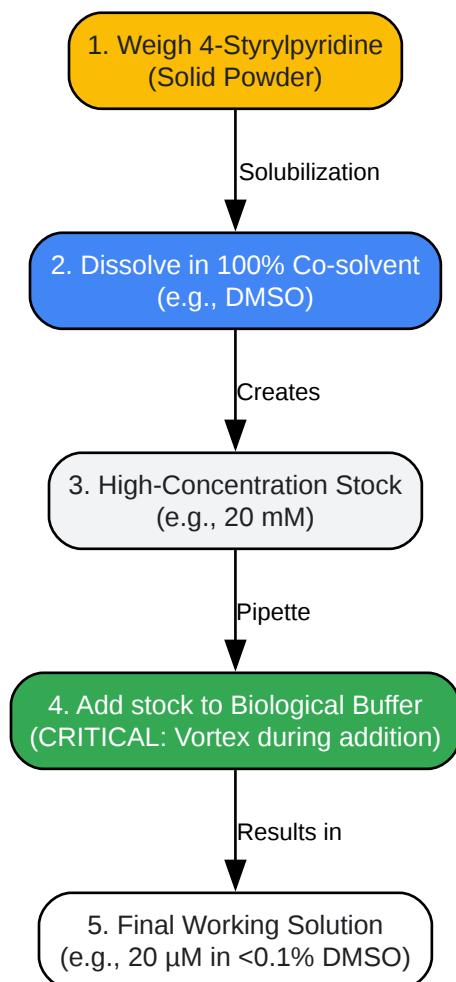 1. Weigh 4-Styrylpyridine
(Solid Powder)
Solubilization
2. Dissolve in 100% Co-solvent
(e.g., DMSO)
Creates
3. High-Concentration Stock
(e.g., 20 mM)
Pipette
4. Add stock to Biological Buffer
(CRITICAL: Vortex during addition)
Results in
5. Final Working Solution
(e.g., 20 µM in <0.1% DMSO)